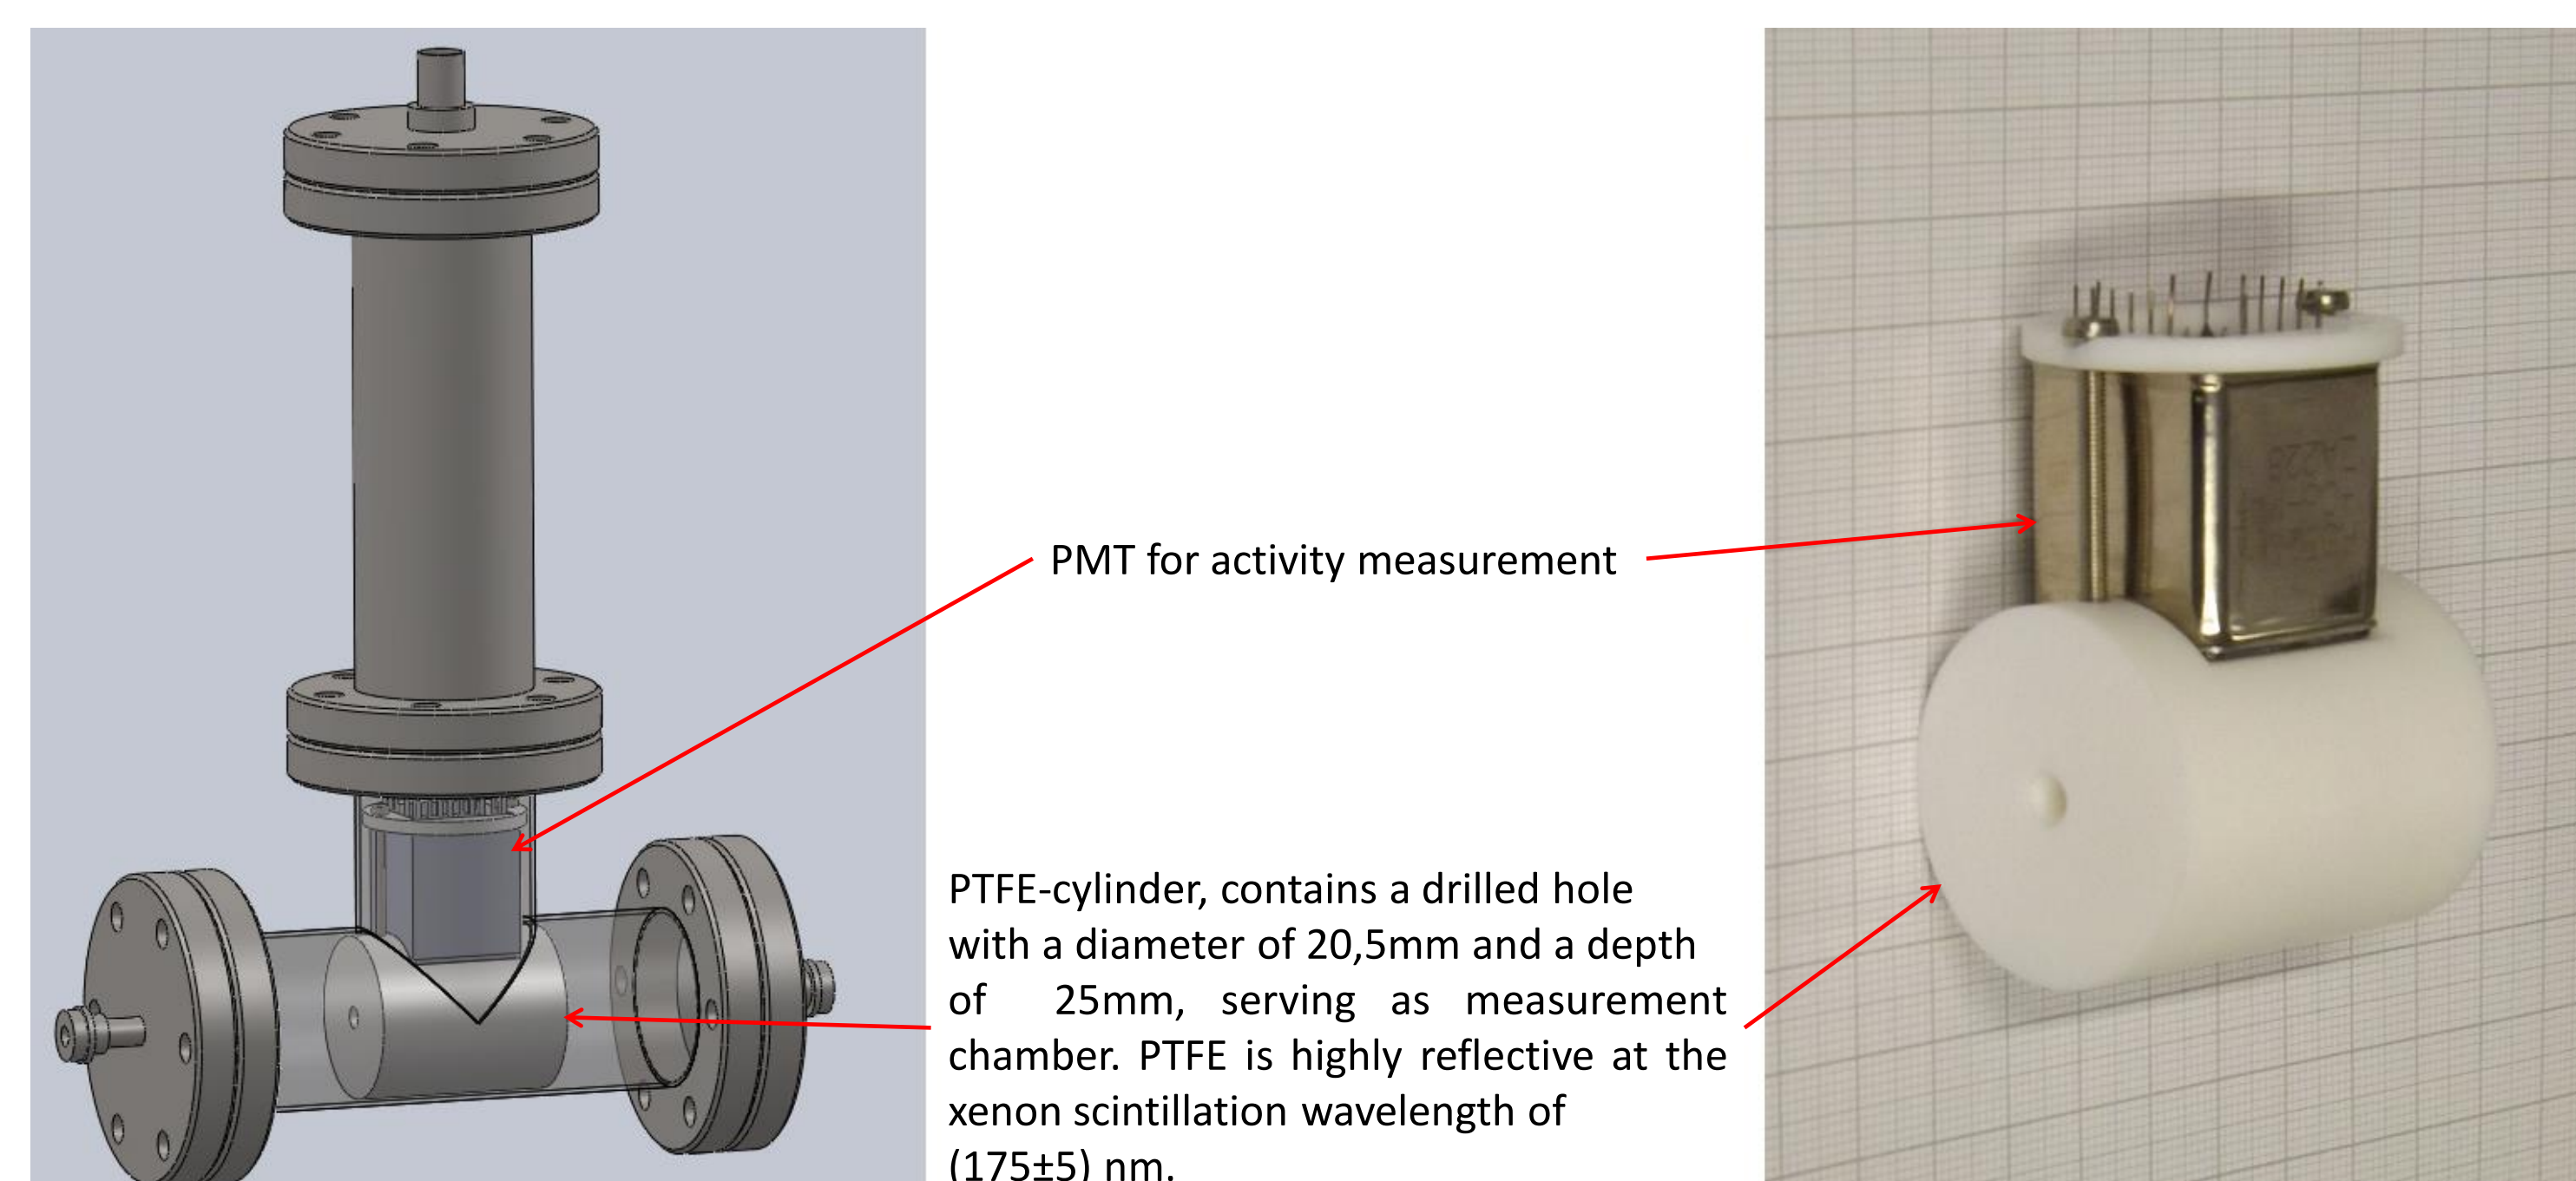 PMT for activity measurement
PTFE-cylinder, contains a drilled hole
with a diameter of 20,5mm and a depth
of 25mm, serving as measurement
chamber. PTFE is highly reflective at the
xenon scintillation wavelength of
(175±5) nm.